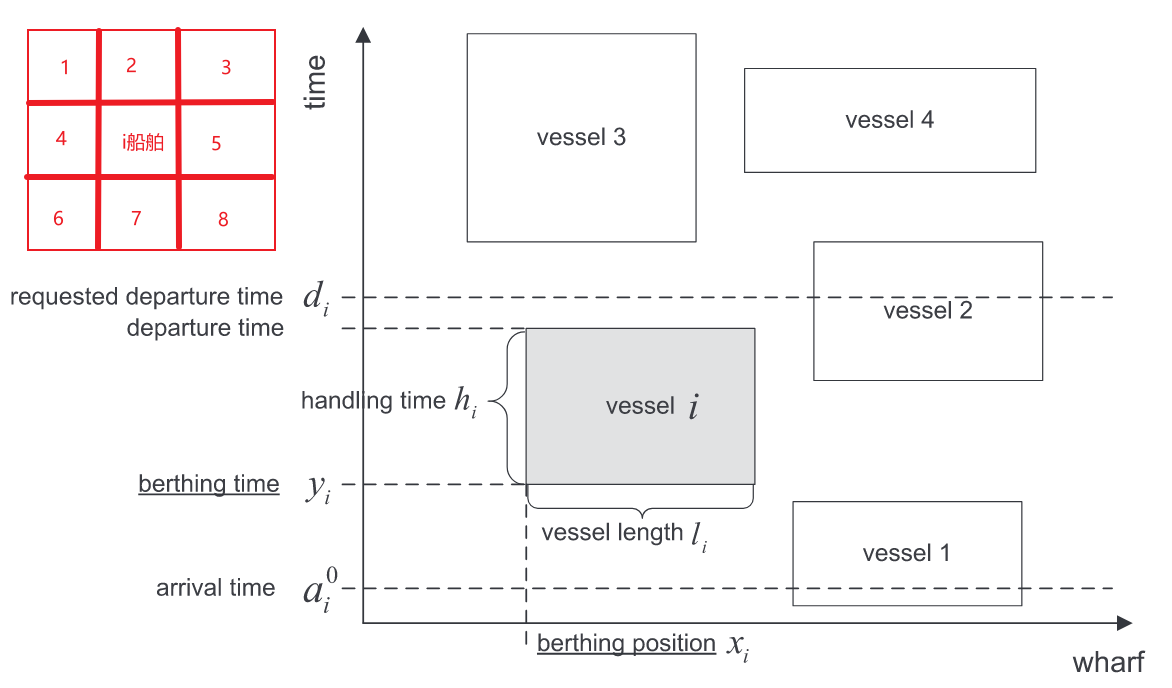 1 2 3
4 i船舶 5
6 7 8
time
vessel 3
vessel 4
requested departure time d_i
departure time
vessel 2
handling time h_i
vessel i
berthing time y_i
vessel length l_i
vessel 1
arrival time a_i^0
berthing position x_i
wharf